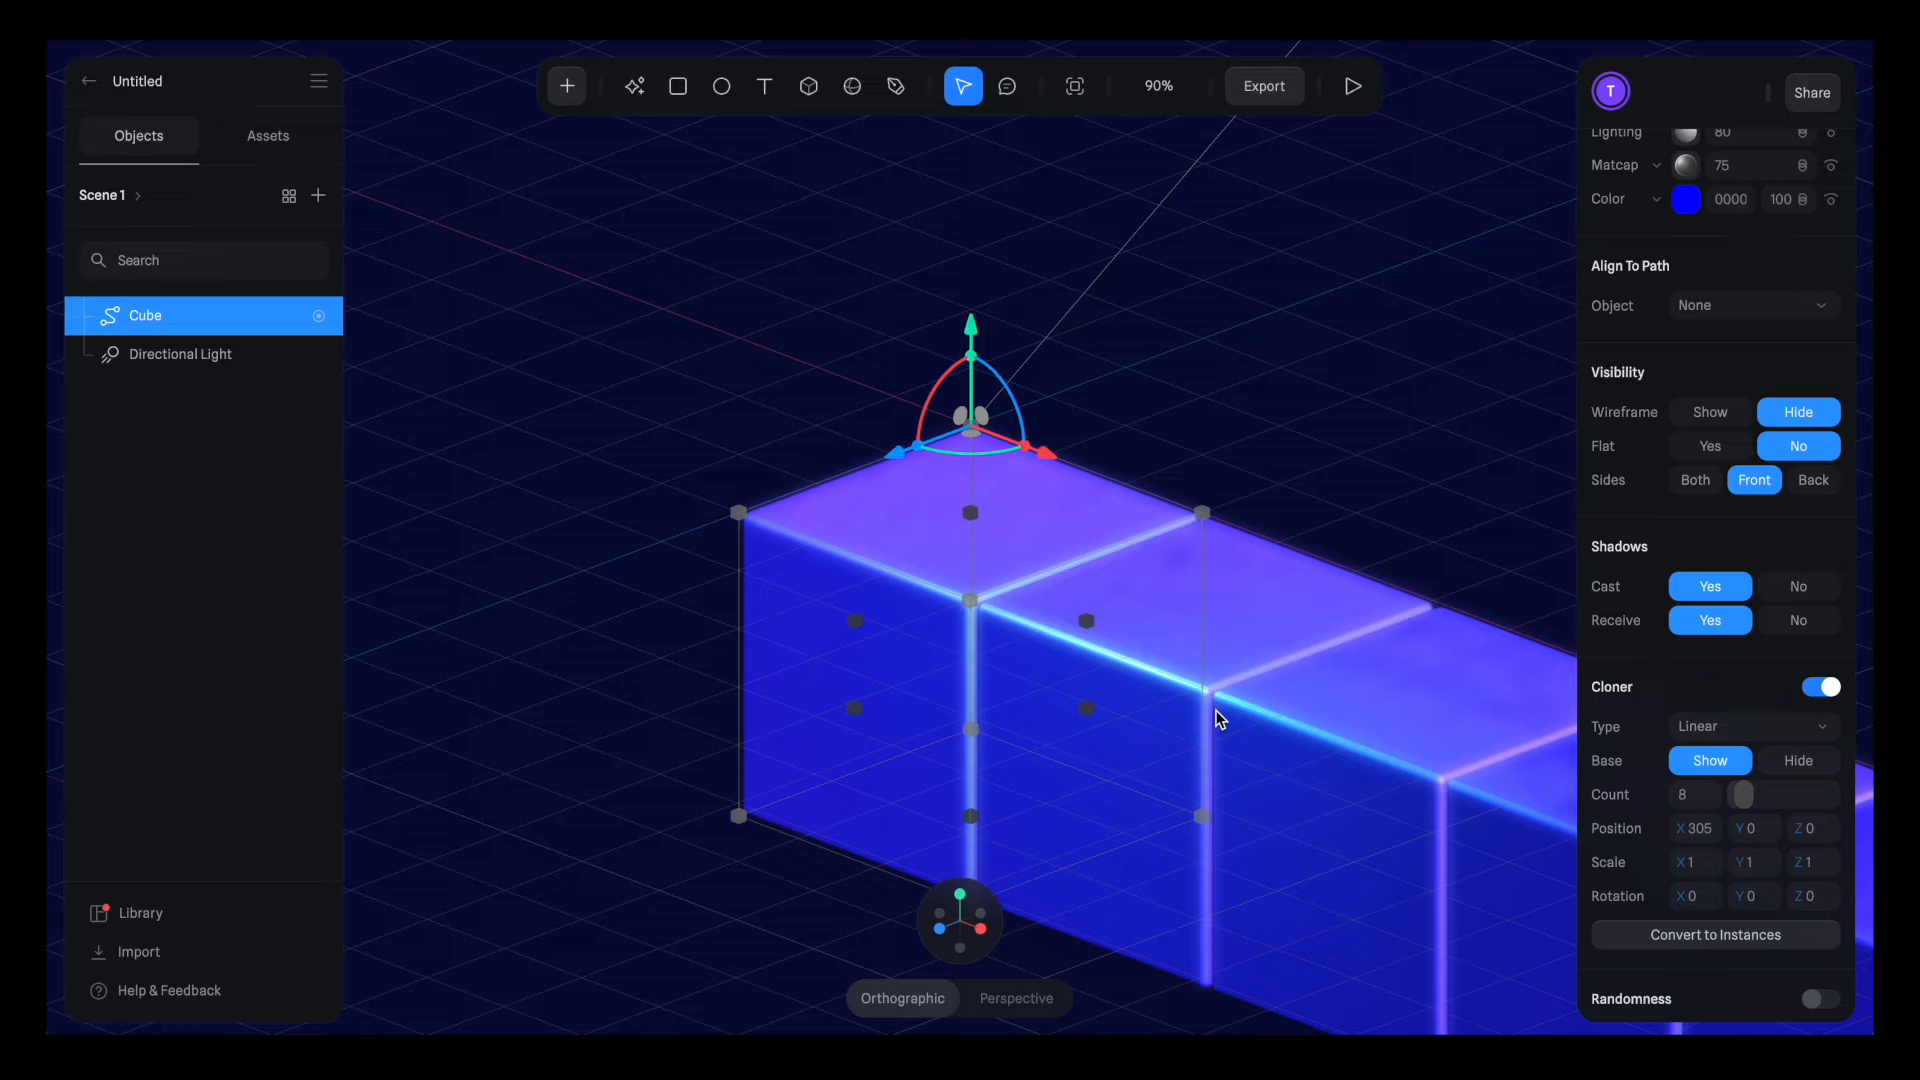 Untitled
Objects
Assets
Scene 1
Search
Cube
Directional Light
Library
Import
Help & Feedback
T
90%
Export
Orthographic
Perspective
T
Share
Lighting 80
Matcap 75
Color 0000 100
Align To Path
Object None
Visibility
Wireframe Show Hide
Flat Yes No
Sides Both Front Back
Shadows
Cast Yes No
Receive Yes No
Cloner
Type Linear
Base Show Hide
Count 8
Position X 305 Y 0 Z 0
Scale X 1 Y 1 Z 1
Rotation X 0 Y 0 Z 0
Convert to Instances
Randomness